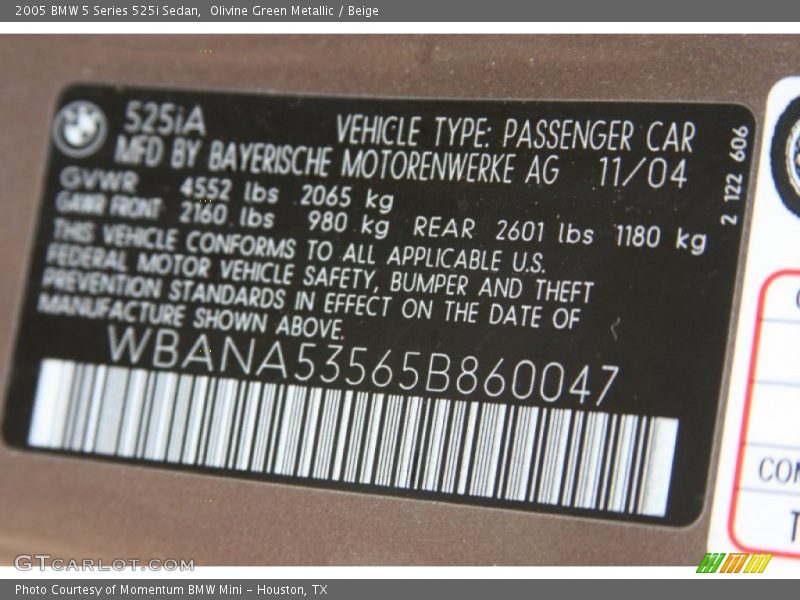 2005 BMW 5 Series 525i Sedan,  Olivine Green Metallic / Beige
525iA
VEHICLE TYPE: PASSENGER CAR
MFD BY BAYERISCHE MOTORENWERKE AG 11/04
GVWR 4552 lbs 2065 kg
GAWR FRONT 2160 lbs 980 kg REAR 2601 lbs 1180 kg
THIS VEHICLE CONFORMS TO ALL APPLICABLE U.S.
FEDERAL MOTOR VEHICLE SAFETY, BUMPER AND THEFT
PREVENTION STANDARDS IN EFFECT ON THE DATE OF
MANUFACTURE SHOWN ABOVE.
WBANA53565B860047
2 122 606
GTCARLOT.COM
Photo Courtesy of Momentum BMW Mini - Houston, TX